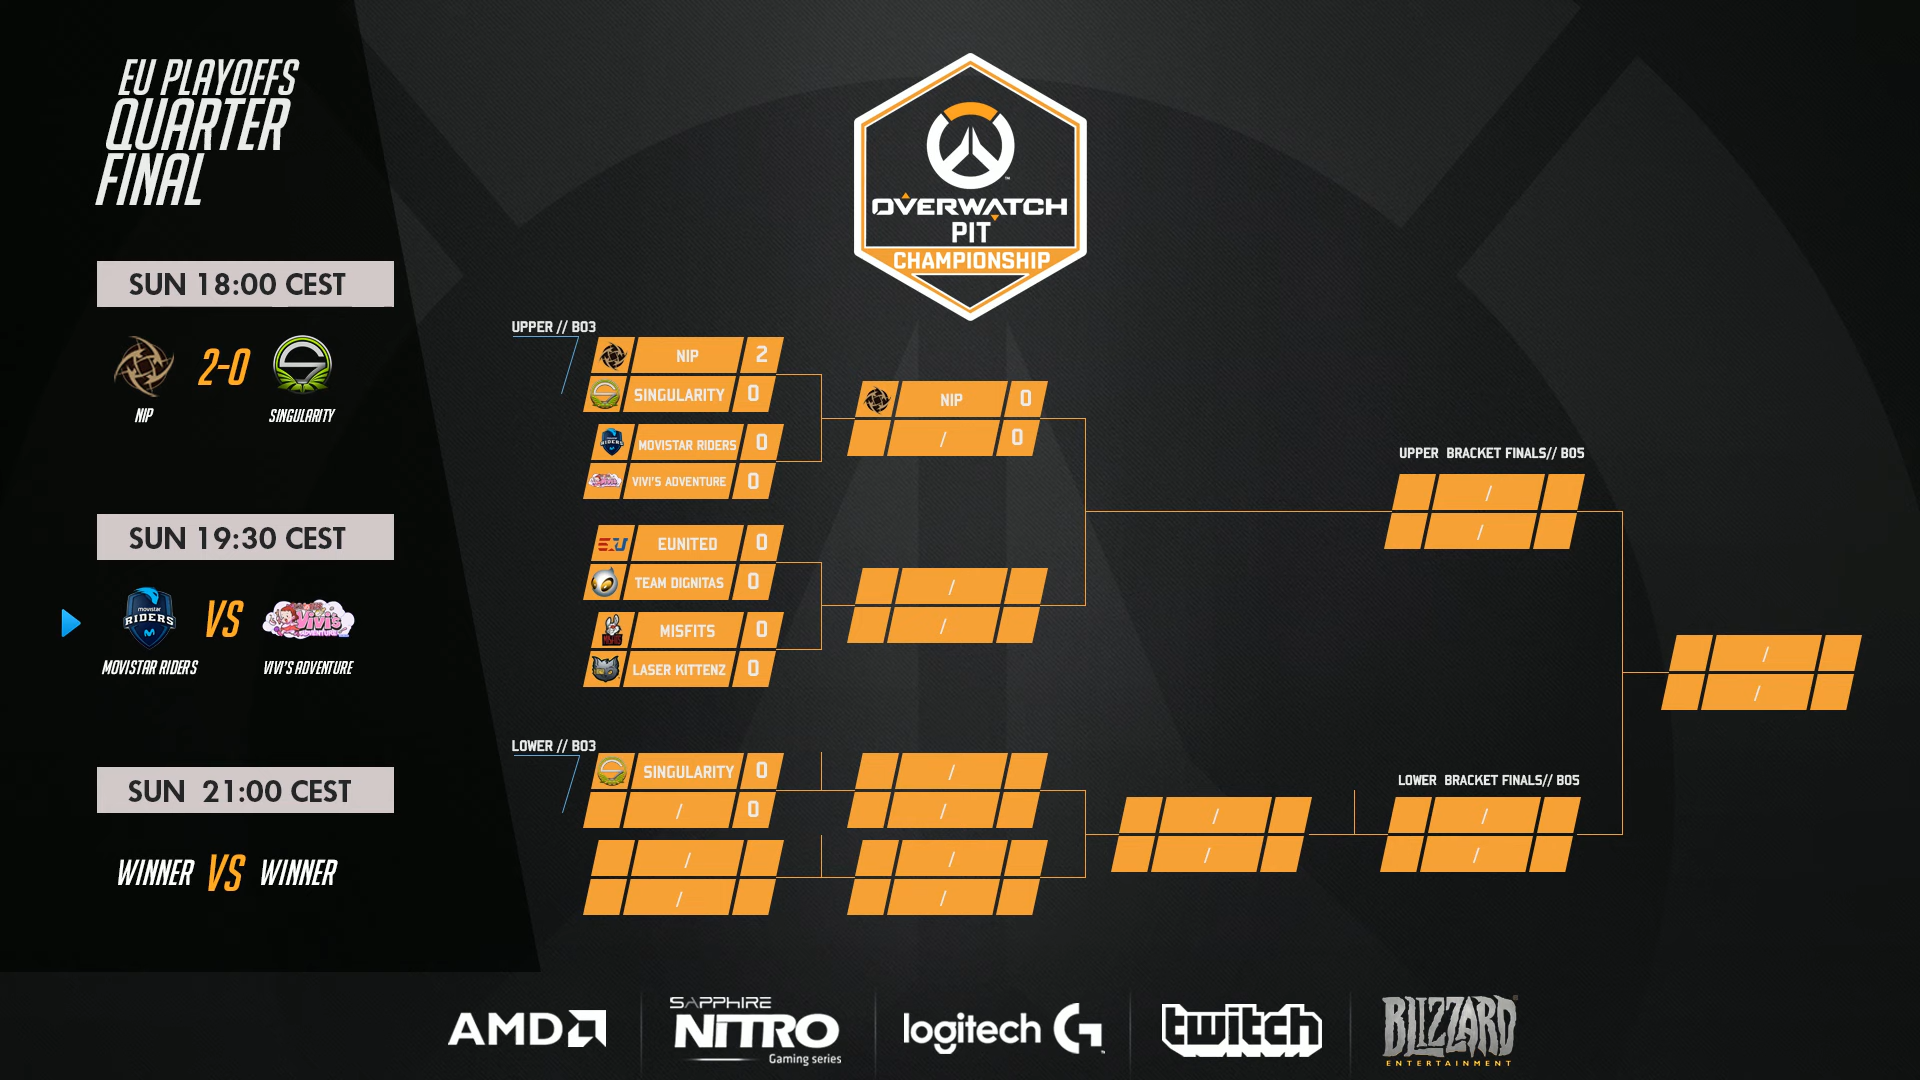 EU PLAYOFFS
QUARTER
FINAL
SUN 18:00 CEST
2-0
NIP
SINGULARITY
SUN 19:30 CEST
movistar
RIDERS
VS
Vivi's
ADVENTURE
MOVISTAR RIDERS
VIVI'S ADVENTURE
SUN 21:00 CEST
WINNER VS WINNER
OVERWATCH
PIT
CHAMPIONSHIP
UPPER // BO3
NIP 2
SINGULARITY 0
MOVISTAR RIDERS 0
VIVI'S ADVENTURE 0
EUNITED 0
TEAM DIGNITAS 0
MISFITS 0
LASER KITTENZ 0
NIP 0
/ 0
/
/
UPPER BRACKET FINALS// BO5
/
/
/
/
LOWER // BO3
SINGULARITY 0
/ 0
/
/
/
/
/
/
/
/
LOWER BRACKET FINALS// BO5
/
/
AMD
SAPPHIRE
NITRO
Gaming series
logitech G
twitch
BLIZZARD
ENTERTAINMENT